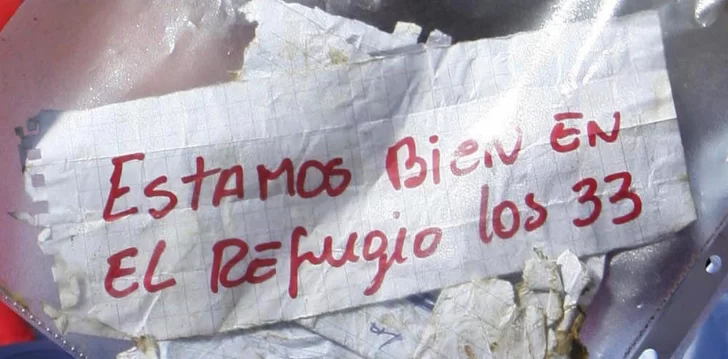 ESTAMOS BiEN EN
EL REfugio los 33